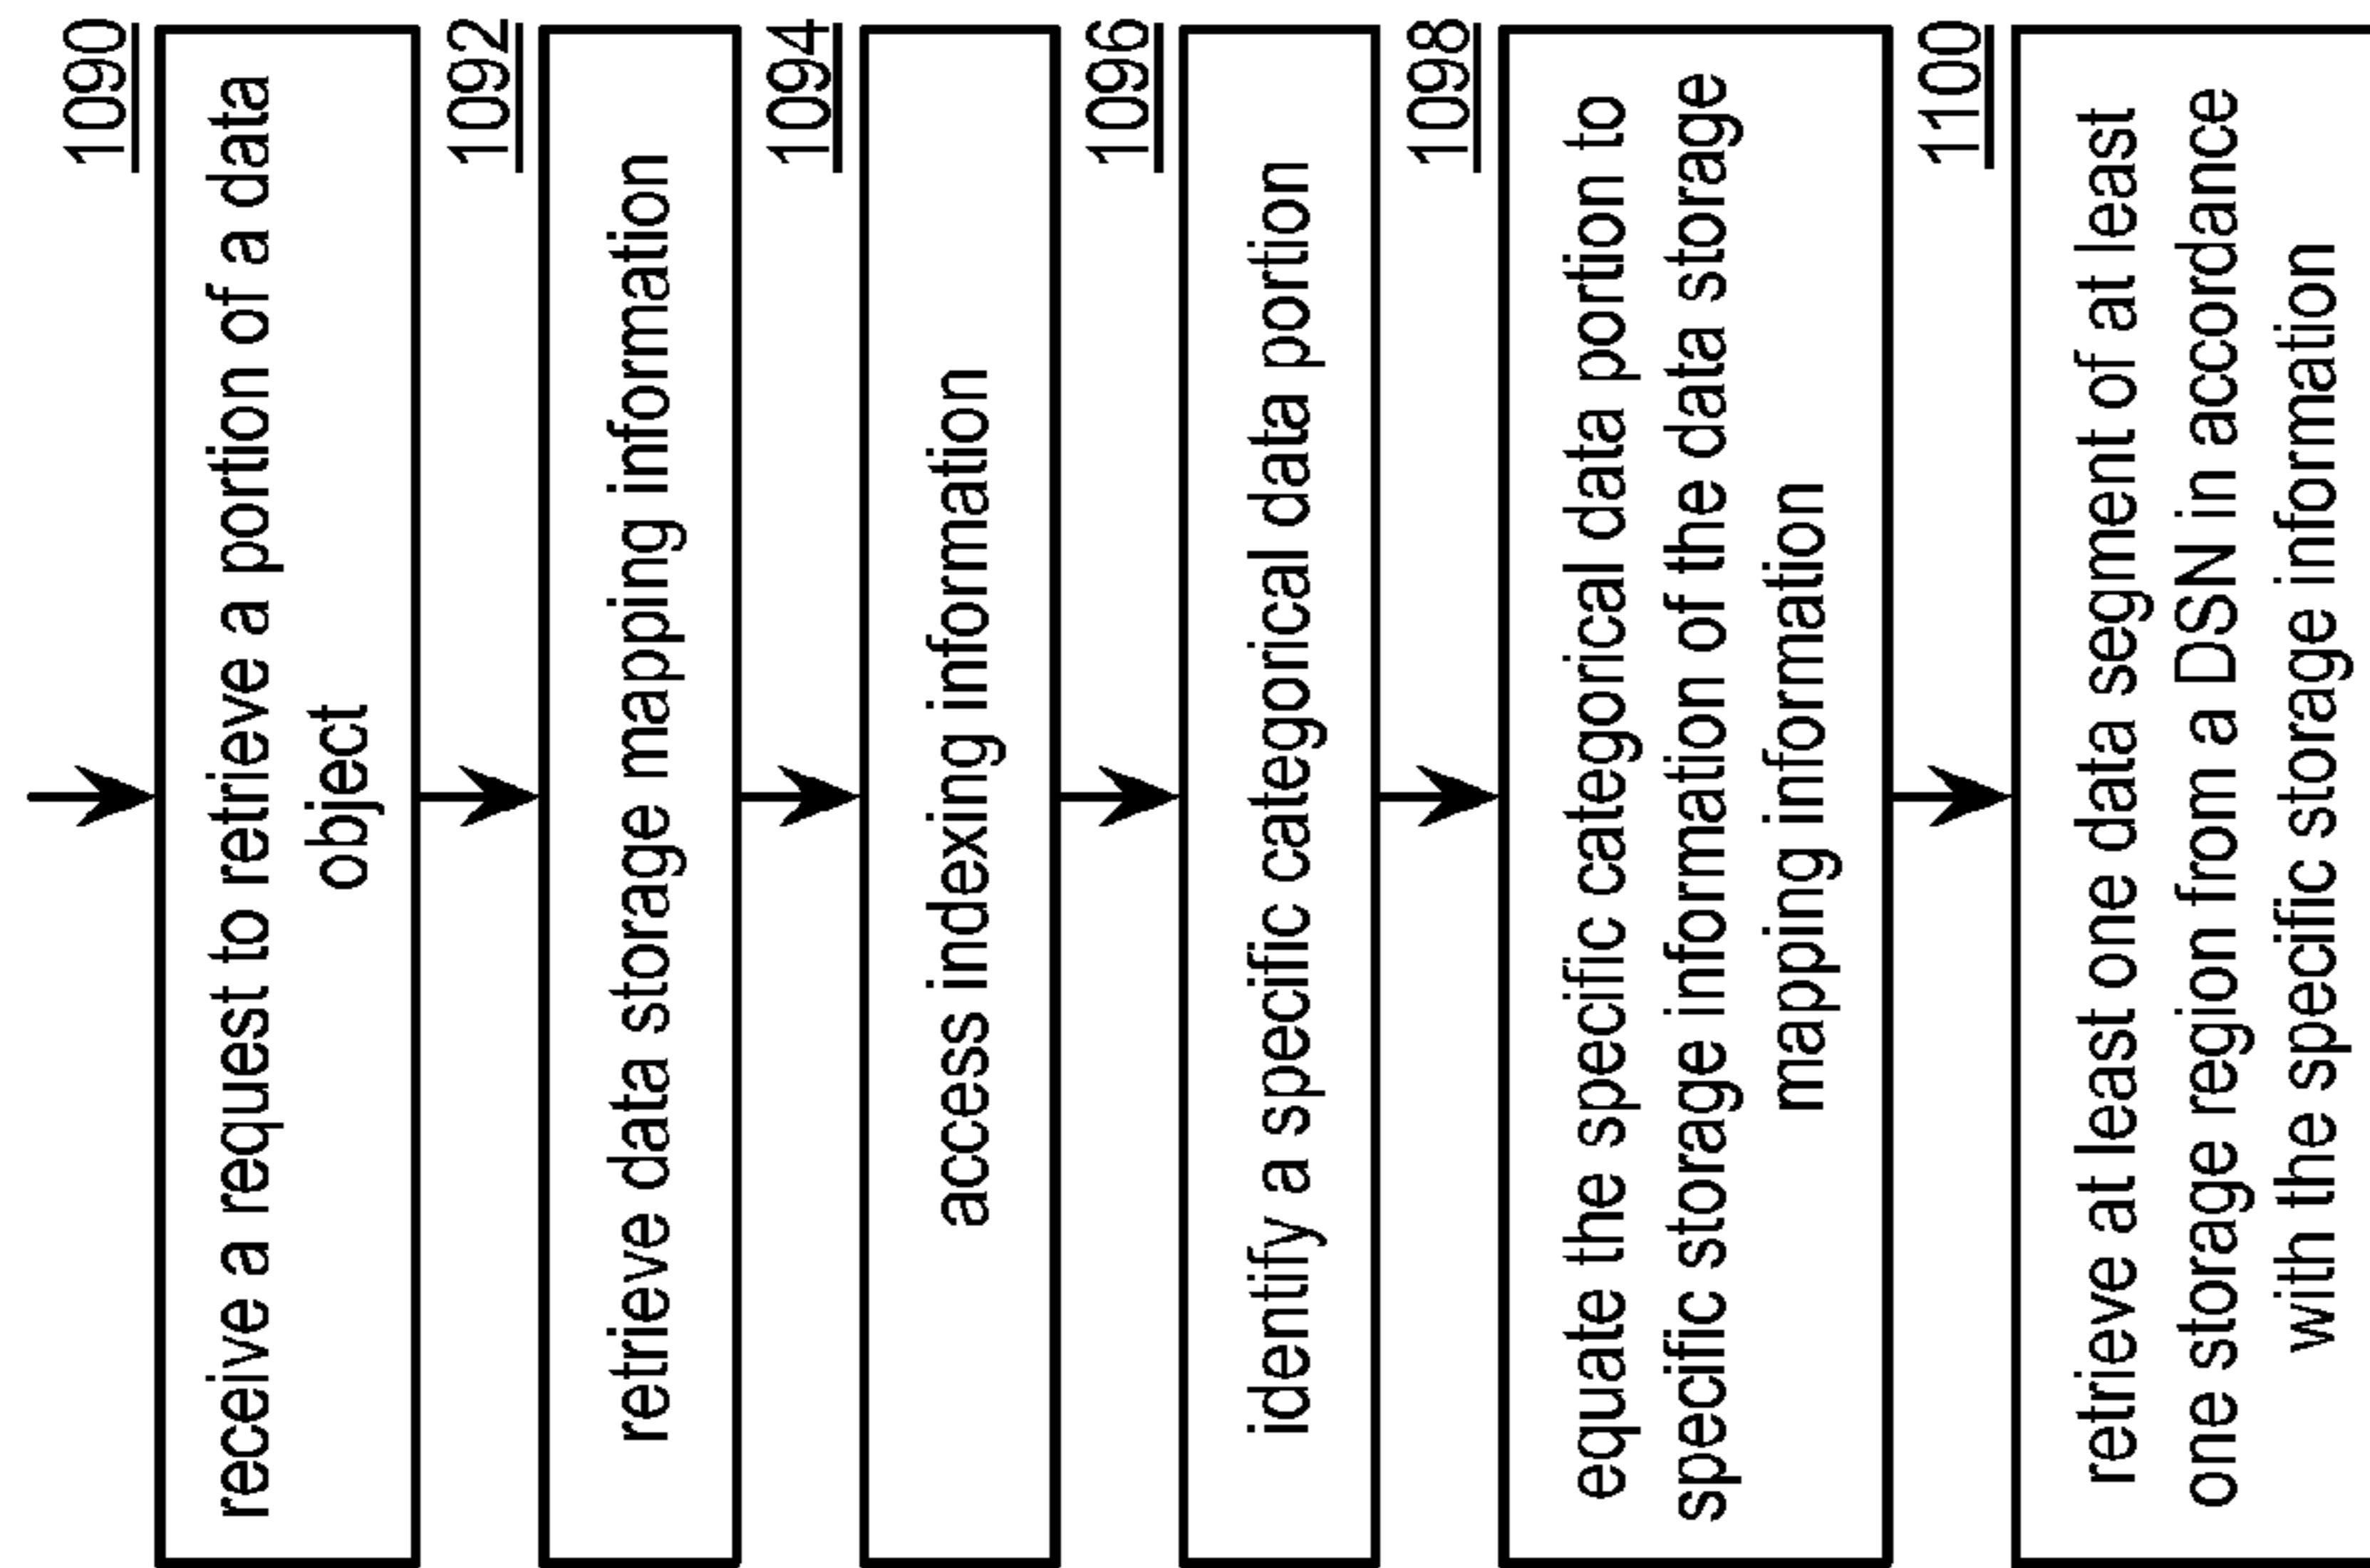 1090
receive a request to retrieve a portion of a data
object
1092
retrieve data storage mapping information
1094
access indexing information
1096
identify a specific categorical data portion
1098
equate the specific categorical data portion to
specific storage information of the data storage
mapping information
1100
retrieve at least one data segment of at least
one storage region from a DSN in accordance
with the specific storage information